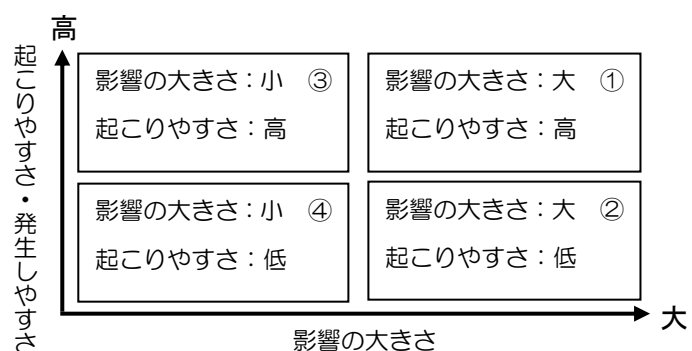 高
起こりやすさ・発生しやすさ
影響の大きさ：小 ③
起こりやすさ：高
影響の大きさ：大 ①
起こりやすさ：高
影響の大きさ：小 ④
起こりやすさ：低
影響の大きさ：大 ②
起こりやすさ：低
大
影響の大きさ